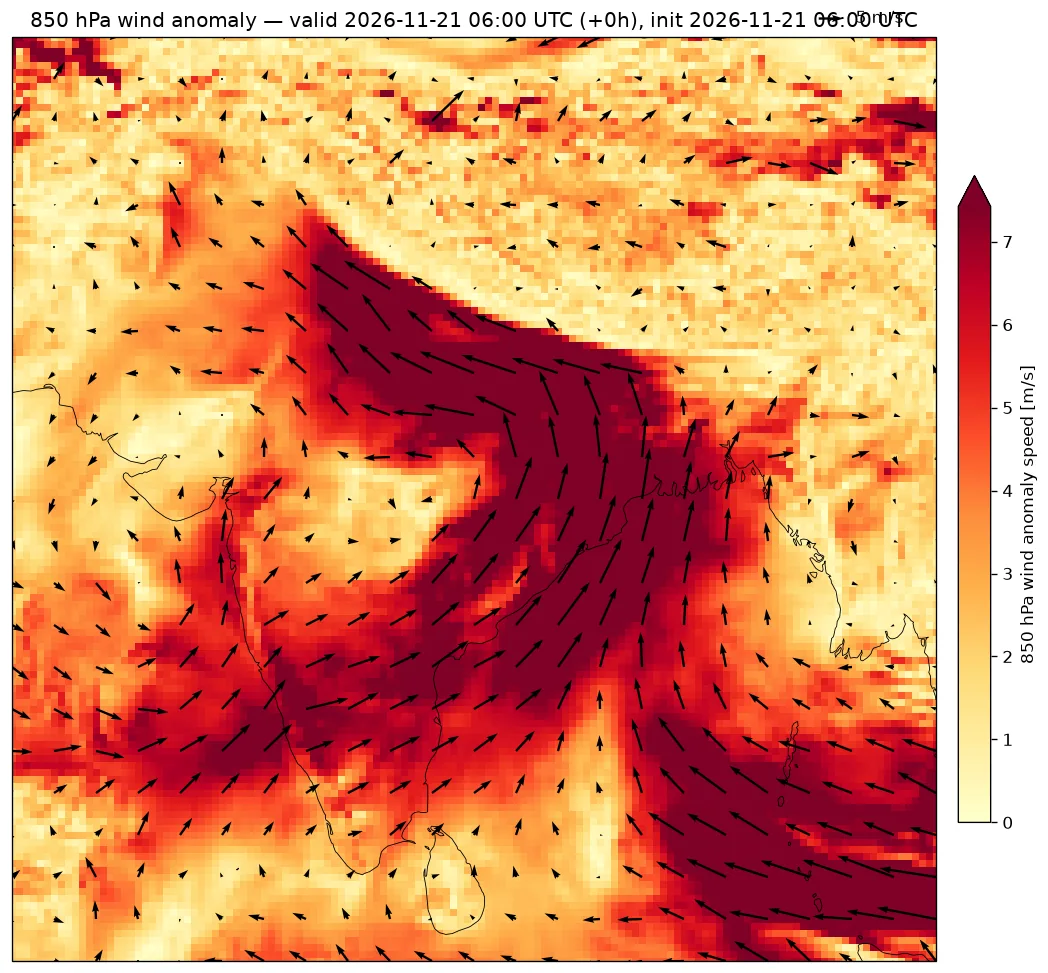 850 hPa wind anomaly — valid 2026-11-21 06:00 UTC (+0h), init 2026-11-21 06:00 UTC
5 m/s
7
6
5
4
3
2
1
0
850 hPa wind anomaly speed [m/s]